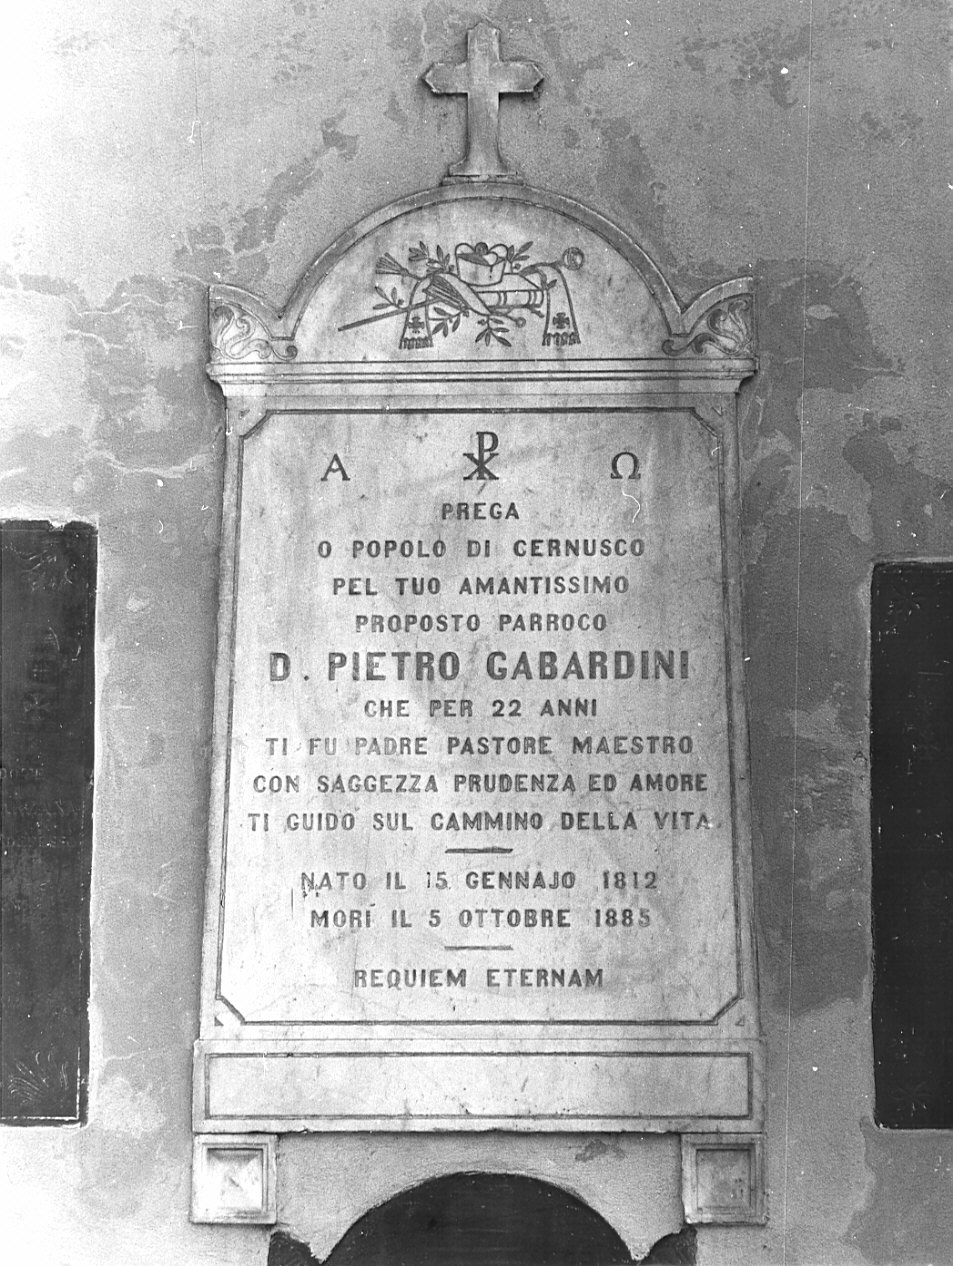 Α ☧ Ω
PREGA
O POPOLO DI CERNUSCO
PEL TUO AMANTISSIMO
PROPOSTO PARROCO
D. PIETRO GABARDINI
CHE PER 22 ANNI
TI FU PADRE PASTORE MAESTRO
CON SAGGEZZA PRUDENZA ED AMORE
TI GUIDO SUL CAMMINO DELLA VITA
NATO IL 15 GENNAJO 1812
MORÌ IL 5 OTTOBRE 1885
REQUIEM ETERNAM